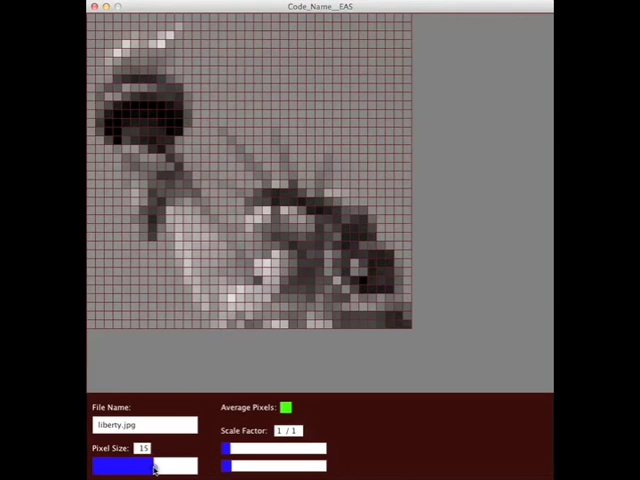 Code_Name__EAS
File Name:
liberty.jpg
Pixel Size: 15
Average Pixels:
Scale Factor: 1 / 1